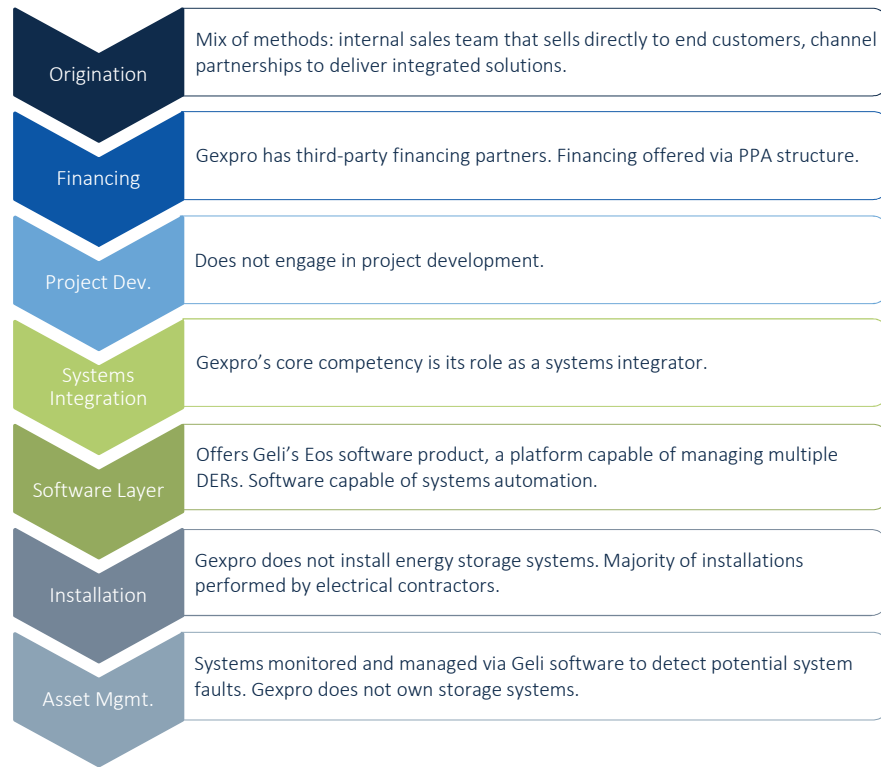 Origination
Mix of methods: internal sales team that sells directly to end customers, channel
partnerships to deliver integrated solutions.
Financing
Gexpro has third-party financing partners. Financing offered via PPA structure.
Project Dev.
Does not engage in project development.
Systems
Integration
Gexpro’s core competency is its role as a systems integrator.
Software Layer
Offers Geli’s Eos software product, a platform capable of managing multiple
DERs. Software capable of systems automation.
Installation
Gexpro does not install energy storage systems. Majority of installations
performed by electrical contractors.
Asset Mgmt.
Systems monitored and managed via Geli software to detect potential system
faults. Gexpro does not own storage systems.